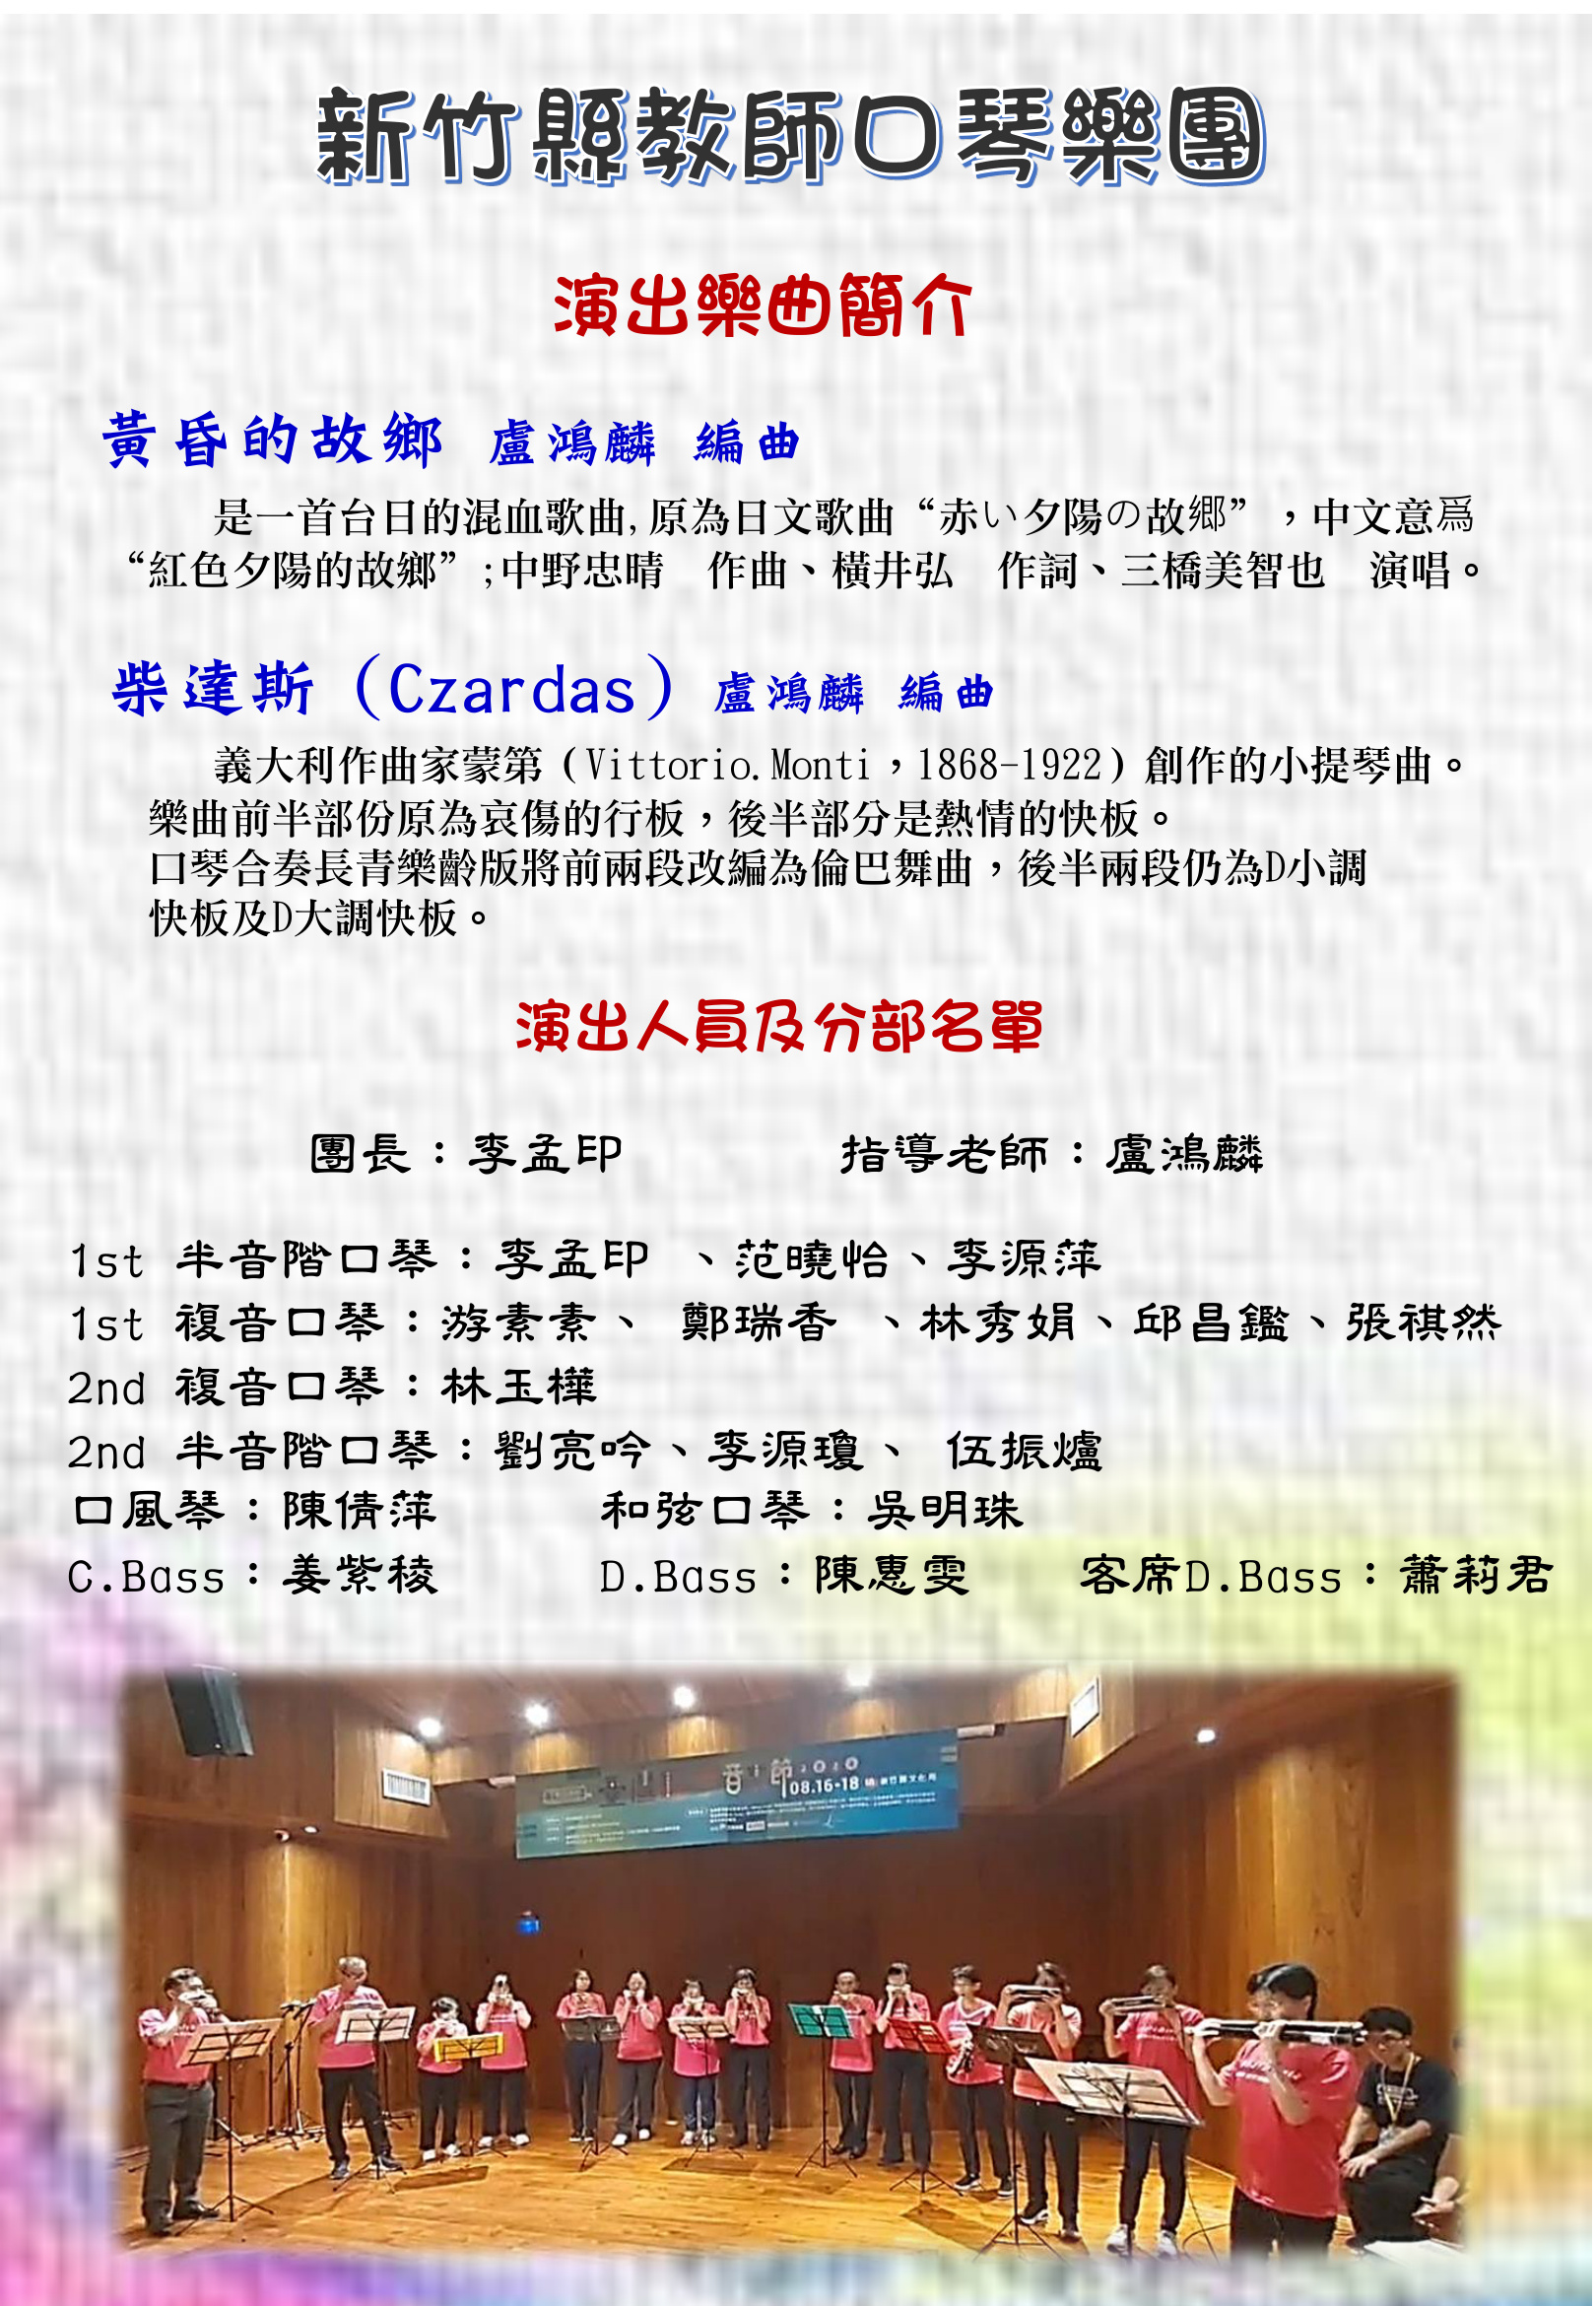 新竹縣教師口琴樂團
演出樂曲簡介
黃昏的故鄉 盧鴻麟 編曲
是一首台日的混血歌曲,原為日文歌曲“赤い夕陽の故郷”，中文意爲
“紅色夕陽的故鄉”;中野忠晴　作曲、橫井弘　作詞、三橋美智也　演唱。
柴達斯（Czardas）盧鴻麟 編曲
義大利作曲家蒙第（Vittorio.Monti，1868-1922）創作的小提琴曲。
樂曲前半部份原為哀傷的行板，後半部分是熱情的快板。
口琴合奏長青樂齡版將前兩段改編為倫巴舞曲，後半兩段仍為D小調
快板及D大調快板。
演出人員及分部名單
團長：李孟印　　　　指導老師：盧鴻麟
1st 半音階口琴：李孟印 、范曉怡、李源萍
1st 複音口琴：游素素、 鄭瑞香 、林秀娟、邱昌鑑、張祺然
2nd 複音口琴：林玉樺
2nd 半音階口琴：劉亮吟、李源瓊、 伍振爐
口風琴：陳倩萍　　　和弦口琴：吳明珠
C.Bass：姜紫稜　　　D.Bass：陳惠雯　　客席D.Bass：蕭莉君
音 節 2020
08.16-18